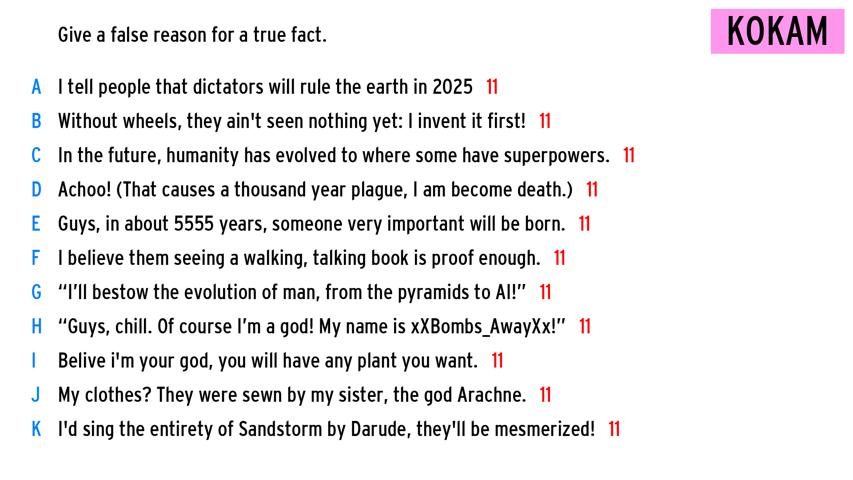 Give a false reason for a true fact.
KOKAM
A I tell people that dictators will rule the earth in 2025 11
B Without wheels, they ain't seen nothing yet: I invent it first! 11
C In the future, humanity has evolved to where some have superpowers. 11
D Achoo! (That causes a thousand year plague, I am become death.) 11
E Guys, in about 5555 years, someone very important will be born. 11
F I believe them seeing a walking, talking book is proof enough. 11
G “I’ll bestow the evolution of man, from the pyramids to AI!” 11
H “Guys, chill. Of course I’m a god! My name is xXBombs_AwayXx!” 11
I Belive i'm your god, you will have any plant you want. 11
J My clothes? They were sewn by my sister, the god Arachne. 11
K I'd sing the entirety of Sandstorm by Darude, they'll be mesmerized! 11